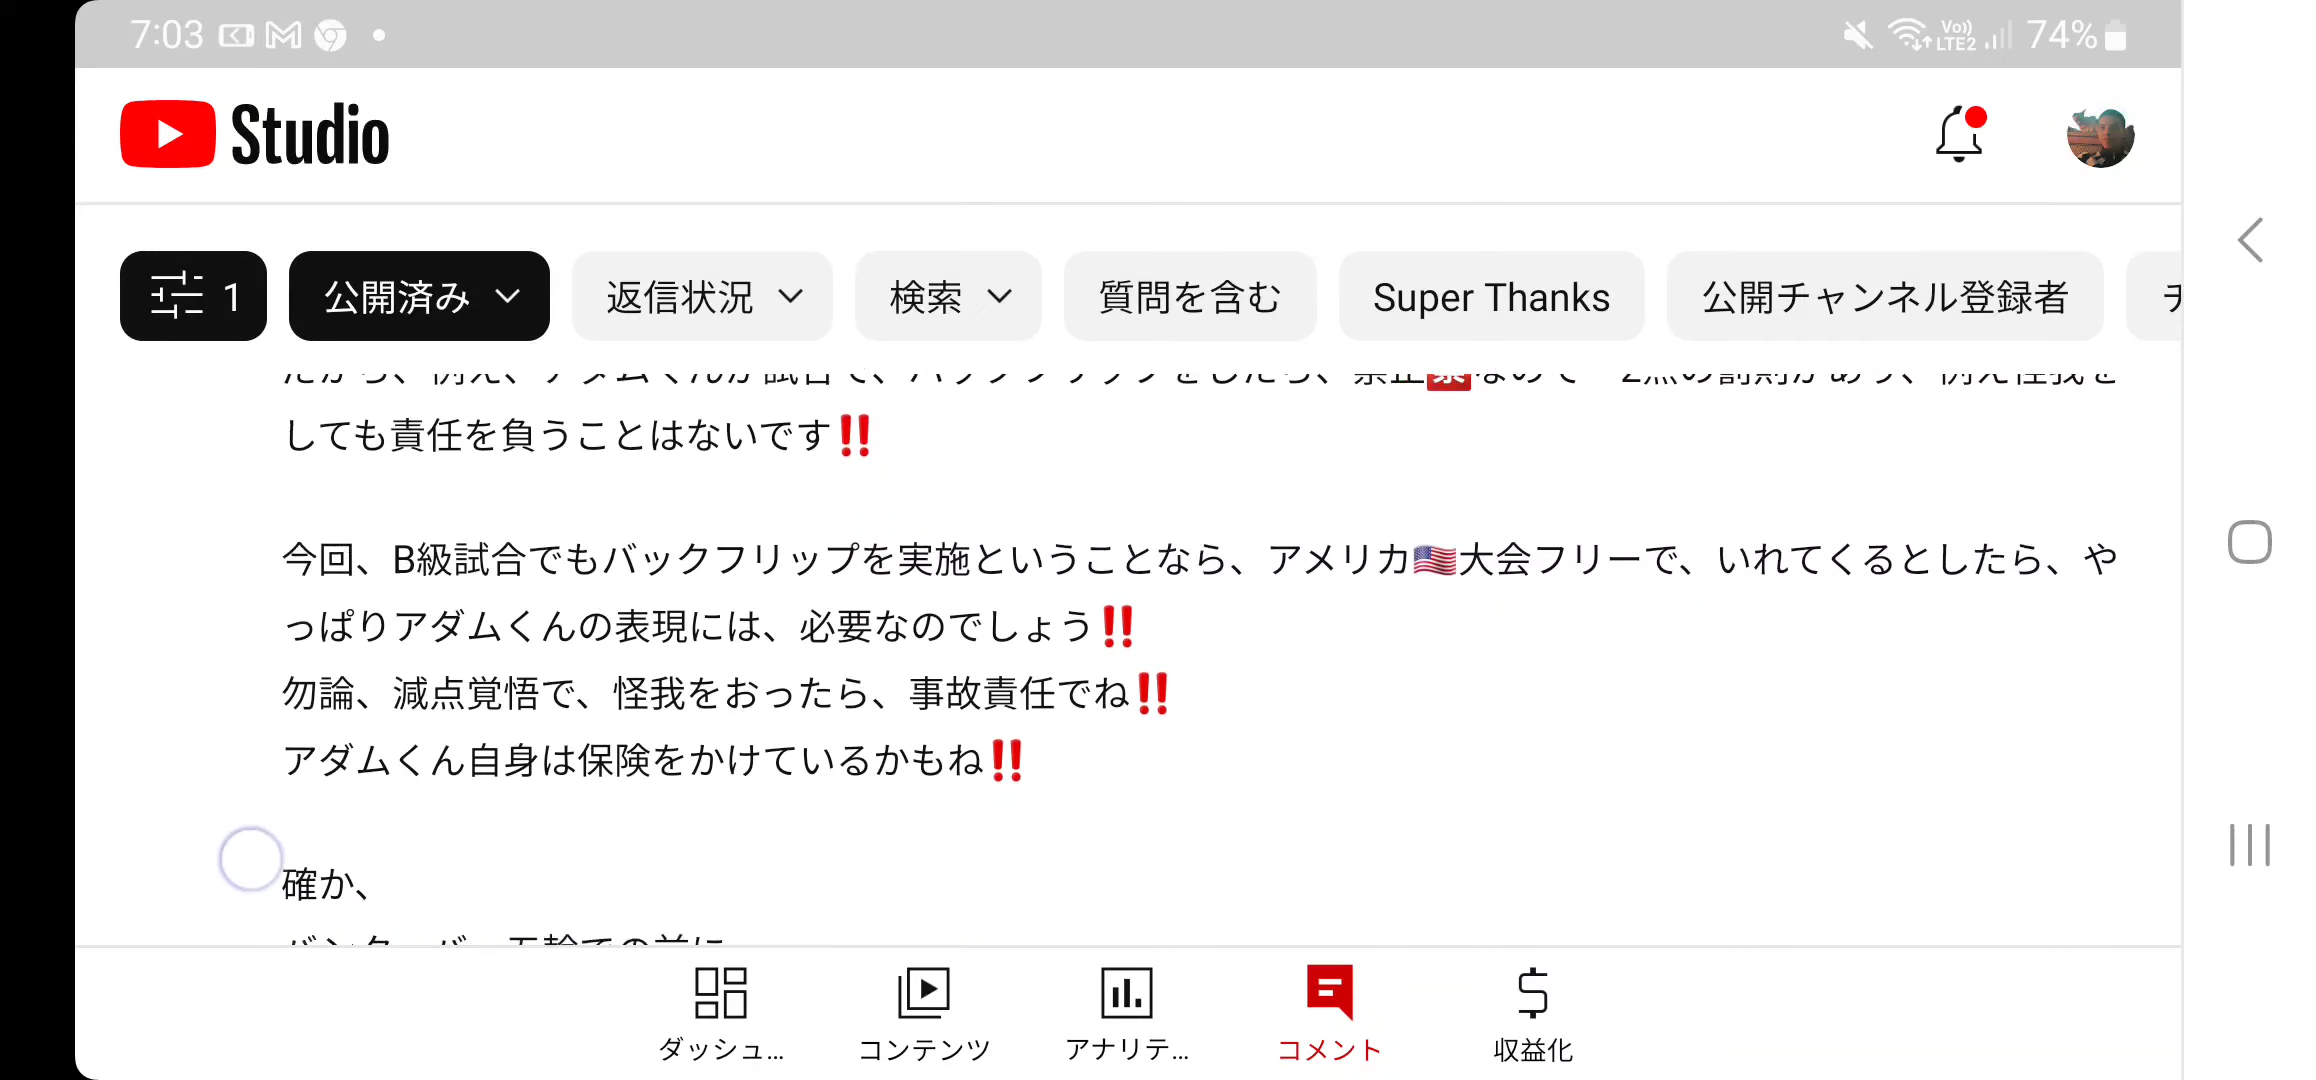 7:03
Vo)) LTE2 74%
Studio
1 公開済み 返信状況 検索 質問を含む Super Thanks 公開チャンネル登録者
しても責任を負うことはないです‼️
今回、B級試合でもバックフリップを実施ということなら、アメリカ🇺🇸大会フリーで、いれてくるとしたら、や
っぱりアダムくんの表現には、必要なのでしょう‼️
勿論、減点覚悟で、怪我をおったら、事故責任でね‼️
アダムくん自身は保険をかけているかもね‼️
確か、
ダッシュ... コンテンツ アナリテ... コメント 収益化